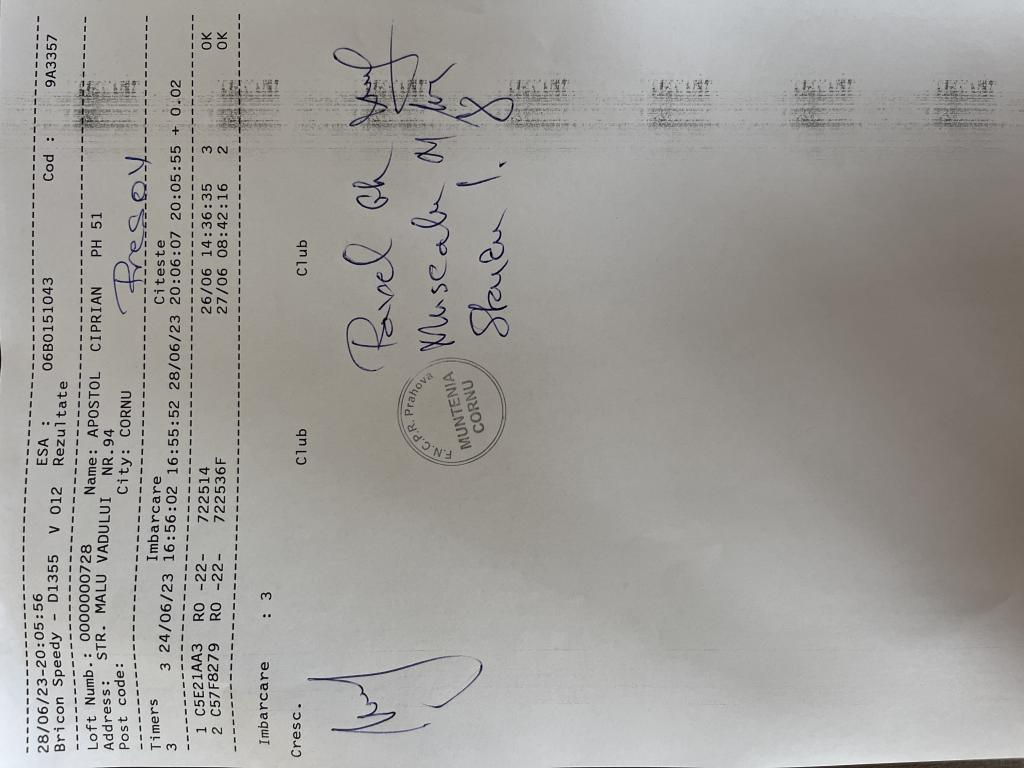 28/06/23-20:05:56
Bricon Speedy - D1355 V 012 ESA : 06B0151043 Cod : 9A3357
Rezultate
Loft Numb.: 0000000728 Name: APOSTOL CIPRIAN PH 51
Address: STR. MALU VADULUI NR.94
Post code: City: CORNU Presov
Timers Imbarcare Citeste
3 24/06/23 16:56:02 16:55:52 28/06/23 20:06:07 20:05:55 + 0.02
3
1 C5E21AA3 RO -22- 722514 26/06 14:36:35 3 OK
2 C57F8279 RO -22- 722536F 27/06 08:42:16 2 OK
Imbarcare : 3
Cresc. Club Club
Pavel Gh
F.N.C.P.R. Prahova
MUNTENIA
CORNU